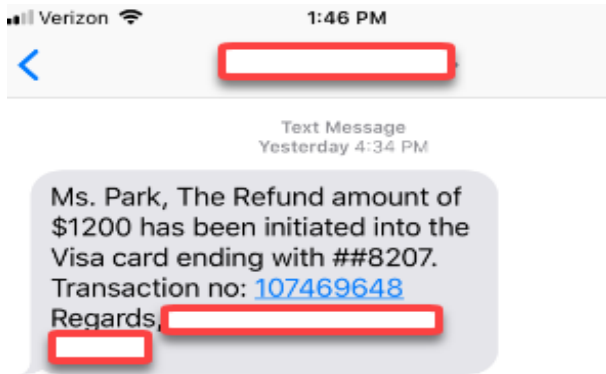 Verizon
1:46 PM
Text Message
Yesterday 4:34 PM
Ms. Park, The Refund amount of
$1200 has been initiated into the
Visa card ending with ##8207.
Transaction no: 107469648
Regards,